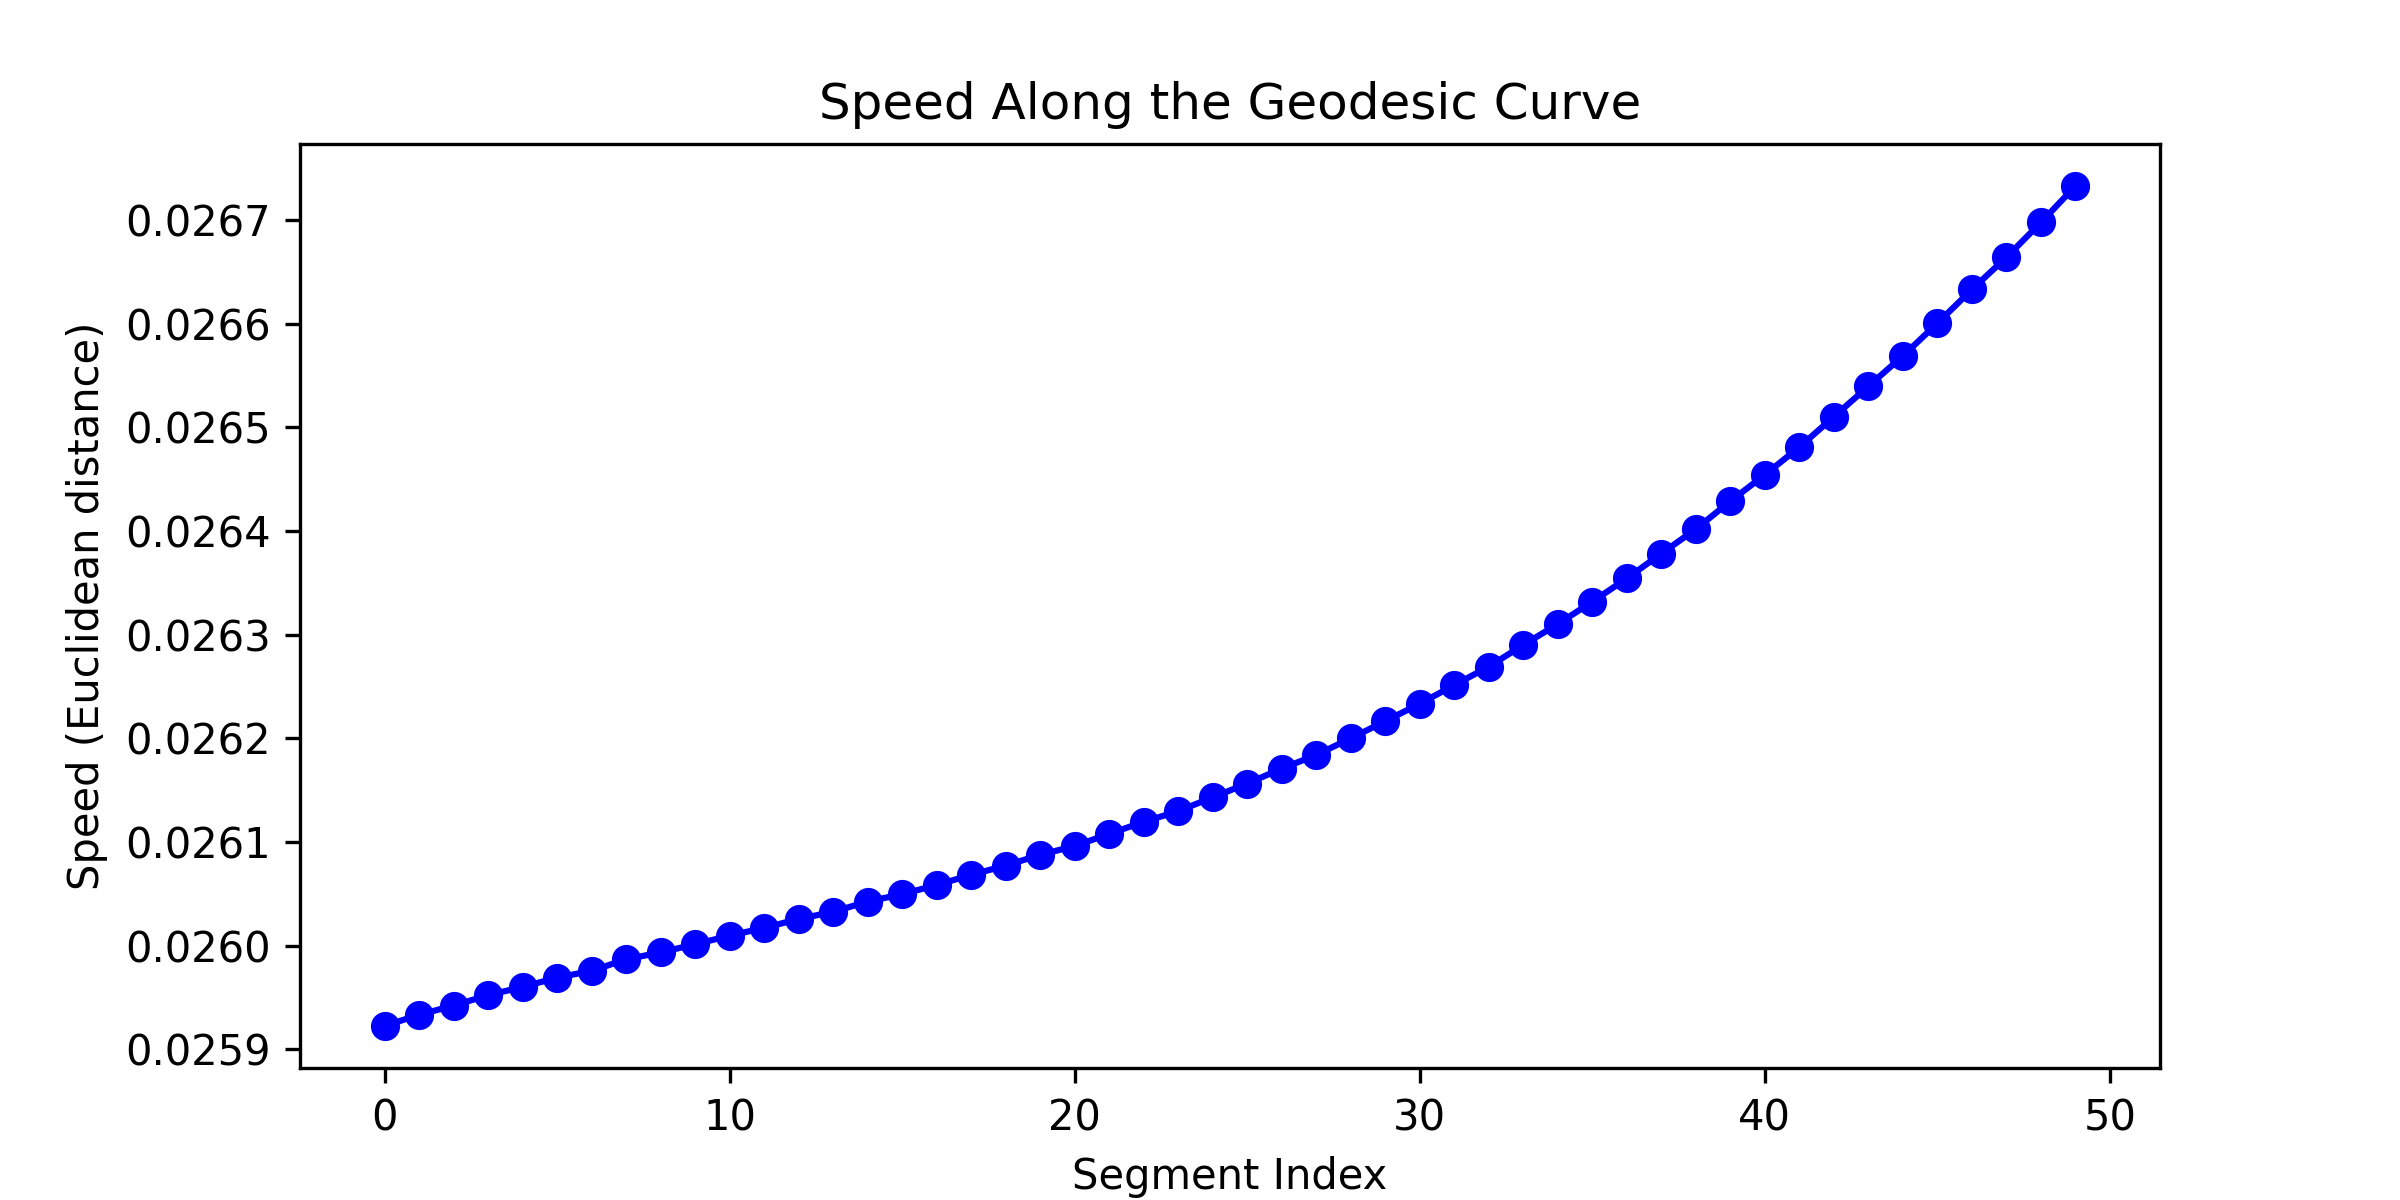 Speed Along the Geodesic Curve
Speed (Euclidean distance)
0.0267
0.0266
0.0265
0.0264
0.0263
0.0262
0.0261
0.0260
0.0259
0 10 20 30 40 50
Segment Index